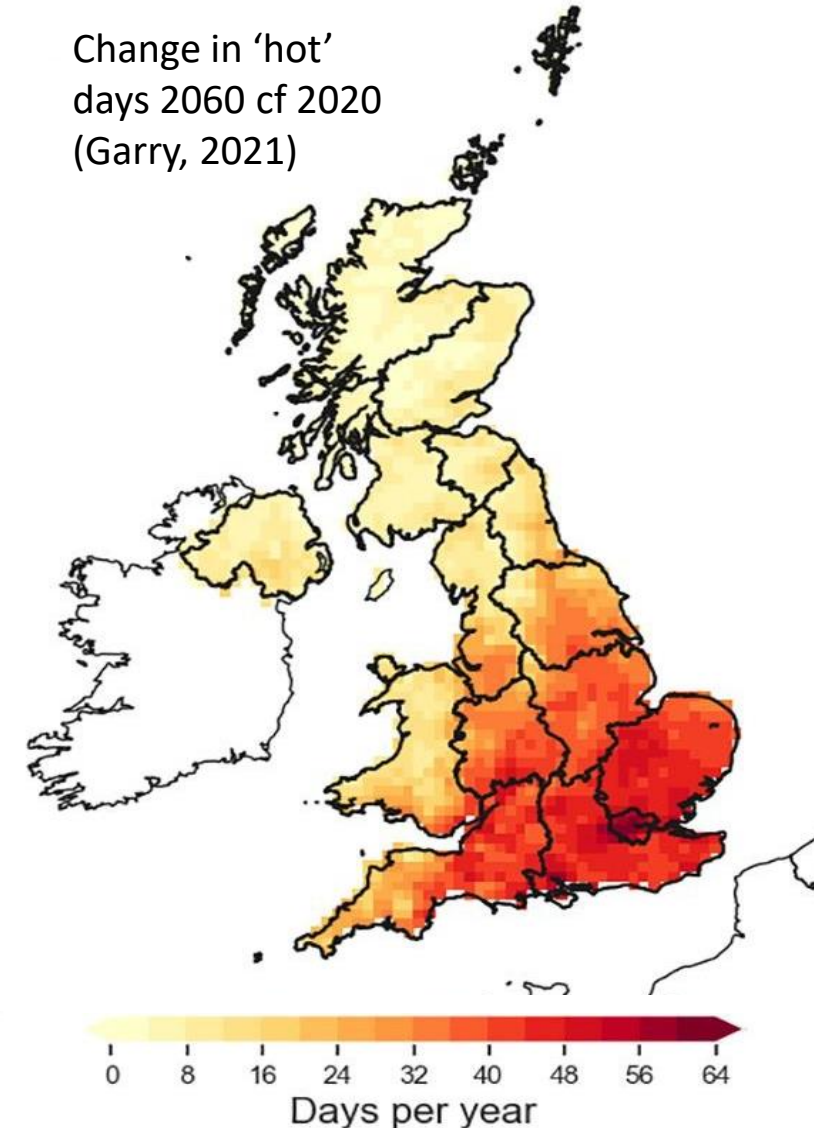 Change in ‘hot’
days 2060 cf 2020
(Garry, 2021)
0 8 16 24 32 40 48 56 64
Days per year